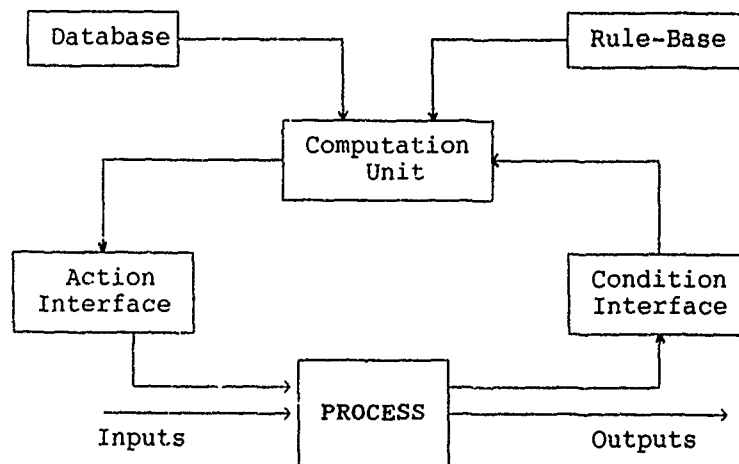 Database
Rule-Base
Computation
Unit
Action
Interface
Condition
Interface
PROCESS
Inputs
Outputs